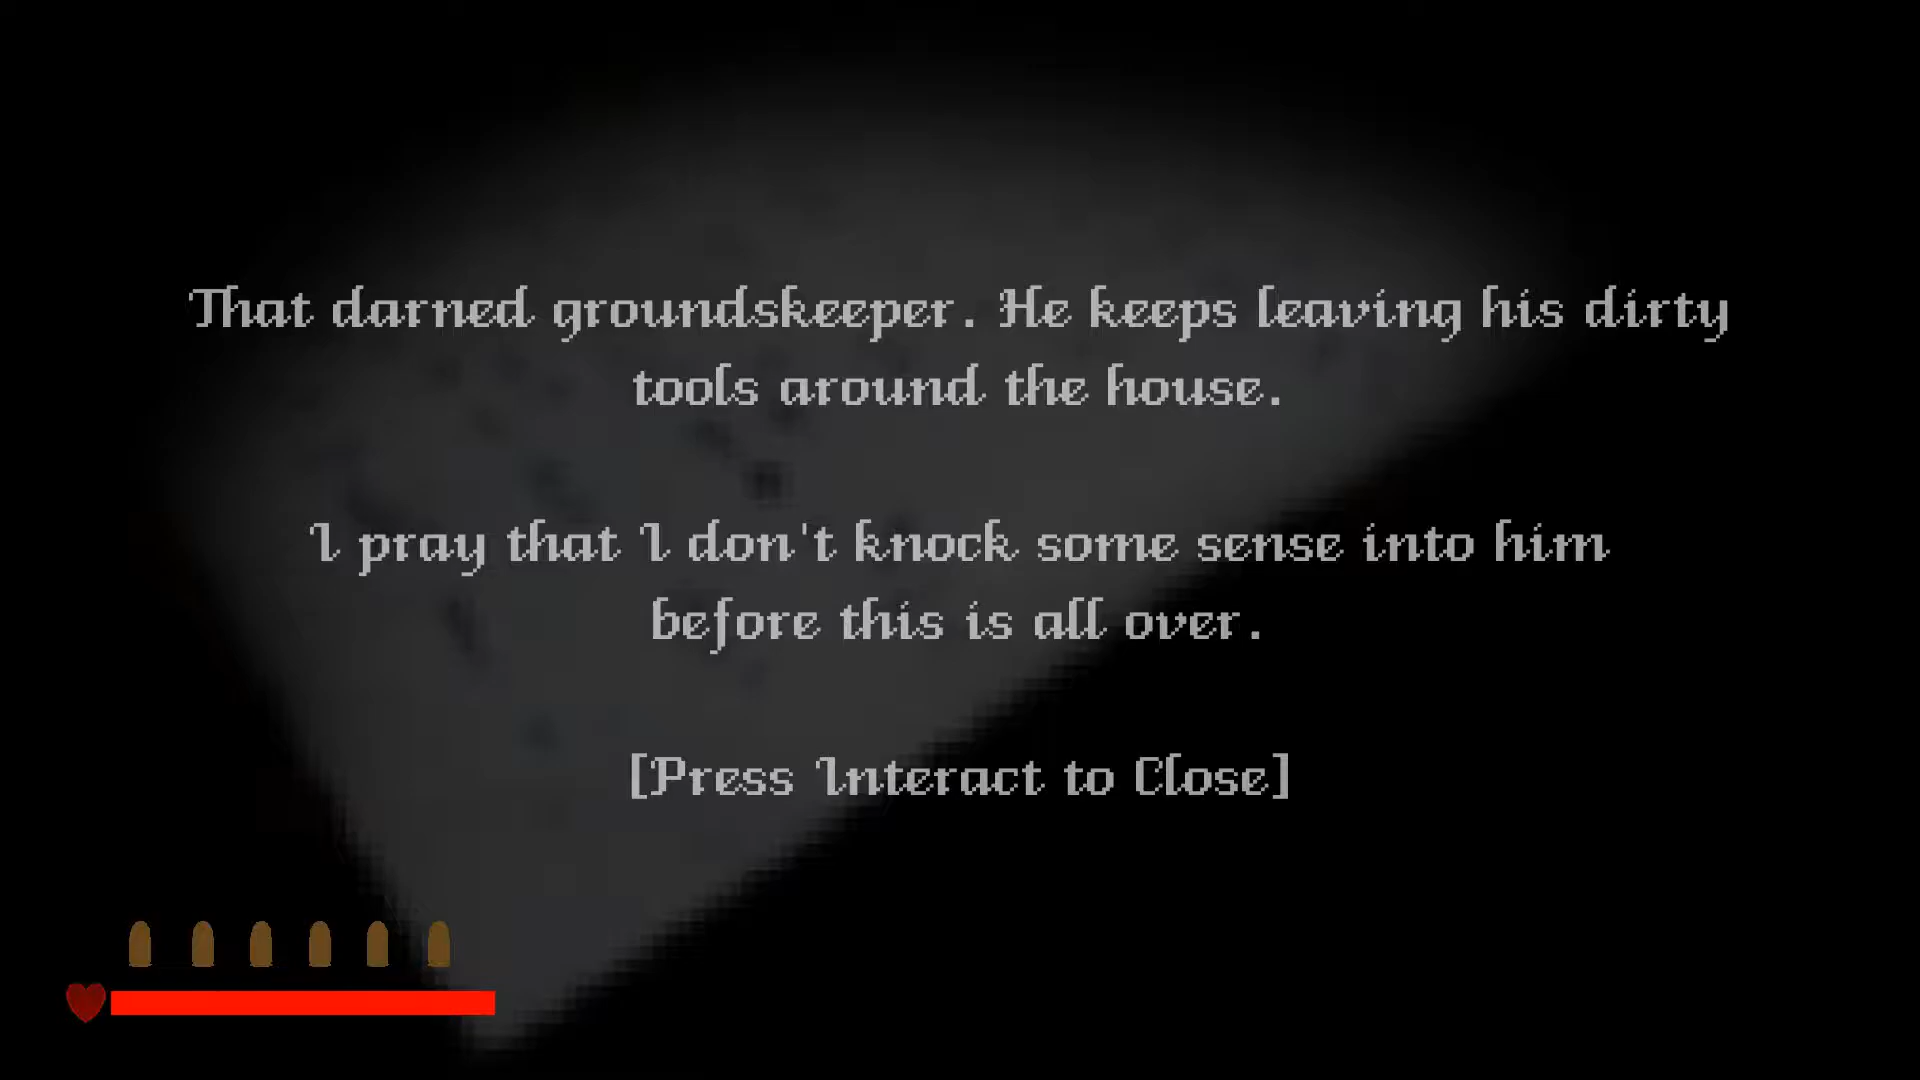 That darned groundskeeper. He keeps leaving his dirty
tools around the house.
I pray that I don't knock some sense into him
before this is all over.
[Press Interact to Close]